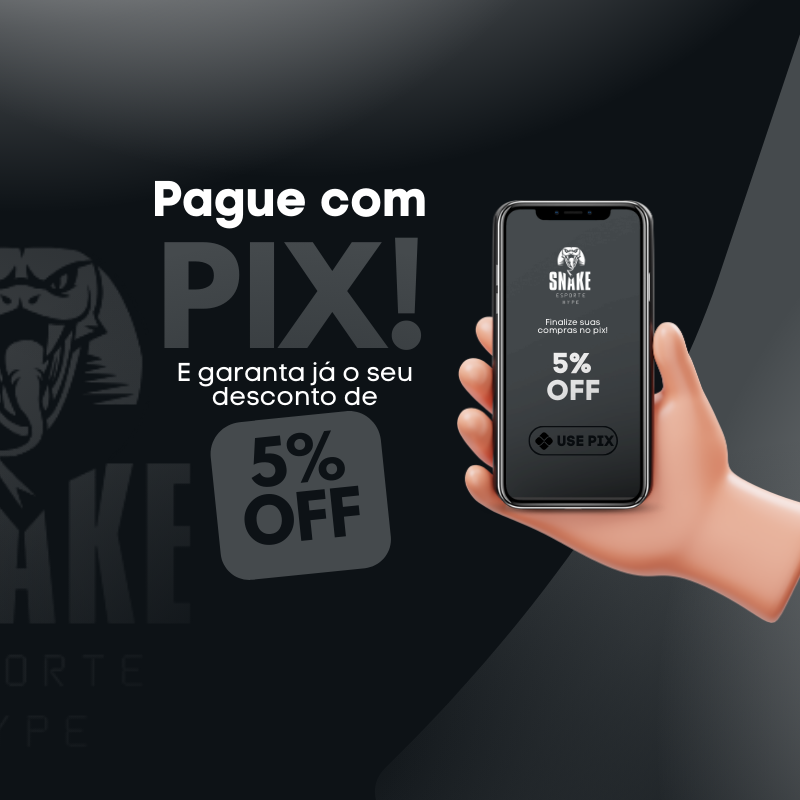 Pague com
PIX!
E garanta já o seu
desconto de
5%
OFF
SNAKE
ESPORTE
HYPE
Finalize suas
compras no pix!
5%
OFF
USE PIX
AKE
ORTE
YPE